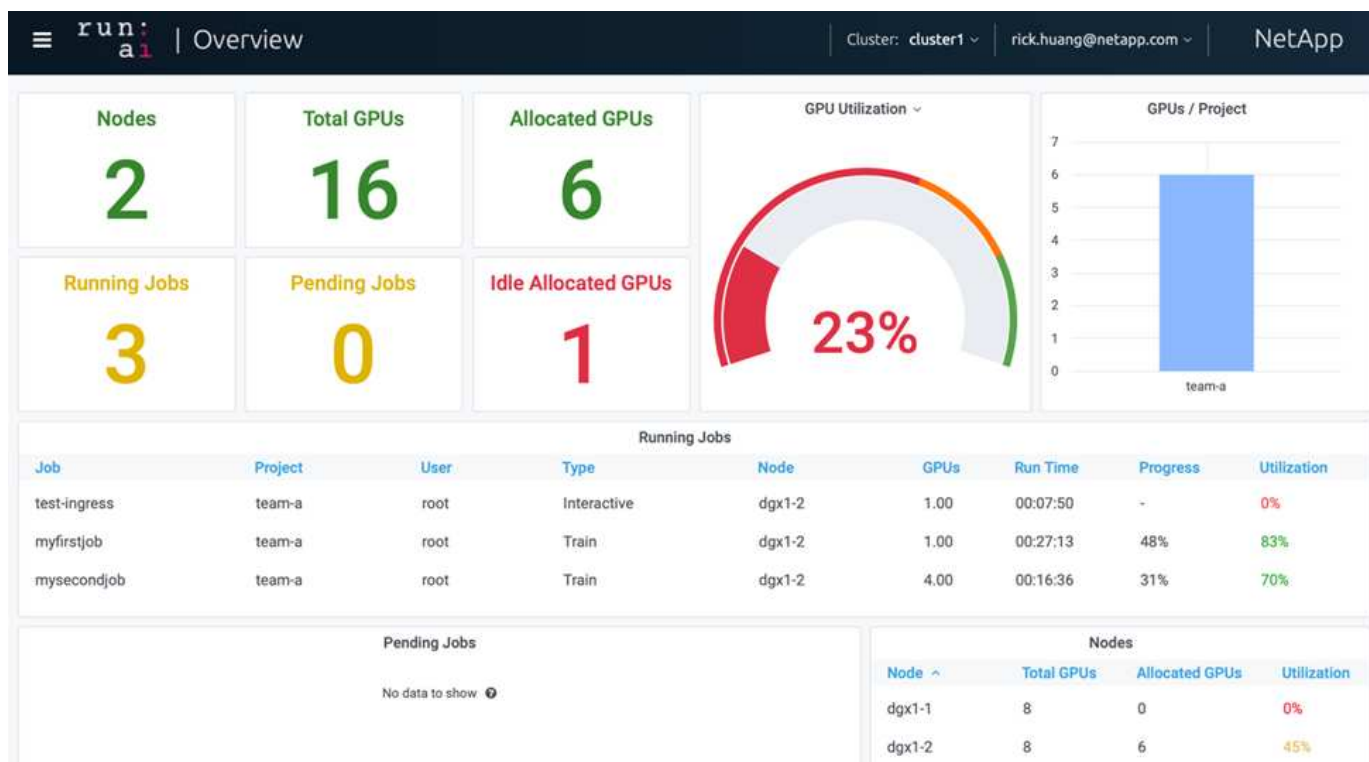 run:
ai | Overview
Cluster: cluster1
rick.huang@netapp.com
NetApp
Nodes
2
Total GPUs
16
Allocated GPUs
6
Running Jobs
3
Pending Jobs
0
Idle Allocated GPUs
1
GPU Utilization
23%
GPUs / Project
7
6
5
4
3
2
1
0
team-a
Running Jobs
Job Project User Type Node GPUs Run Time Progress Utilization
test-ingress team-a root Interactive dgx1-2 1.00 00:07:50 - 0%
myfirstjob team-a root Train dgx1-2 1.00 00:27:13 48% 83%
mysecondjob team-a root Train dgx1-2 4.00 00:16:36 31% 70%
Pending Jobs
No data to show
Nodes
Node Total GPUs Allocated GPUs Utilization
dgx1-1 8 0 0%
dgx1-2 8 6 45%